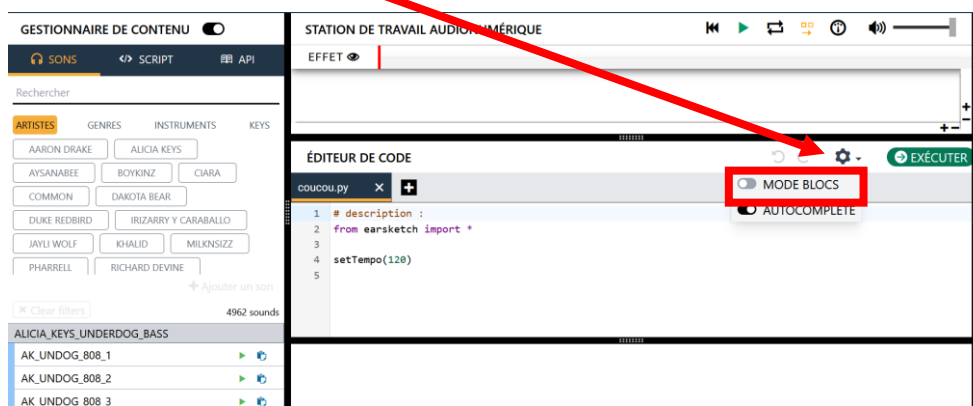 GESTIONNAIRE DE CONTENU
SONS </> SCRIPT API
Rechercher
ARTISTES GENRES INSTRUMENTS KEYS
AARON DRAKE ALICIA KEYS
AYSANABEE BOYKINZ CIARA
COMMON DAKOTA BEAR
DUKE REDBIRD IRIZARRY Y CARABALLO
JAYLI WOLF KHALID MILKNSIZZ
PHARRELL RICHARD DEVINE
+ Ajouter un son
× Clear filters 4962 sounds
ALICIA_KEYS_UNDERDOG_BASS
AK_UNDOG_808_1
AK_UNDOG_808_2
AK_UNDOG_808_3
STATION DE TRAVAIL AUDIONUMÉRIQUE
EFFET
ÉDITEUR DE CODE
EXÉCUTER
coucou.py ×
MODE BLOCS
AUTOCOMPLETE
1 # description :
2 from earsketch import *
3
4 setTempo(120)
5